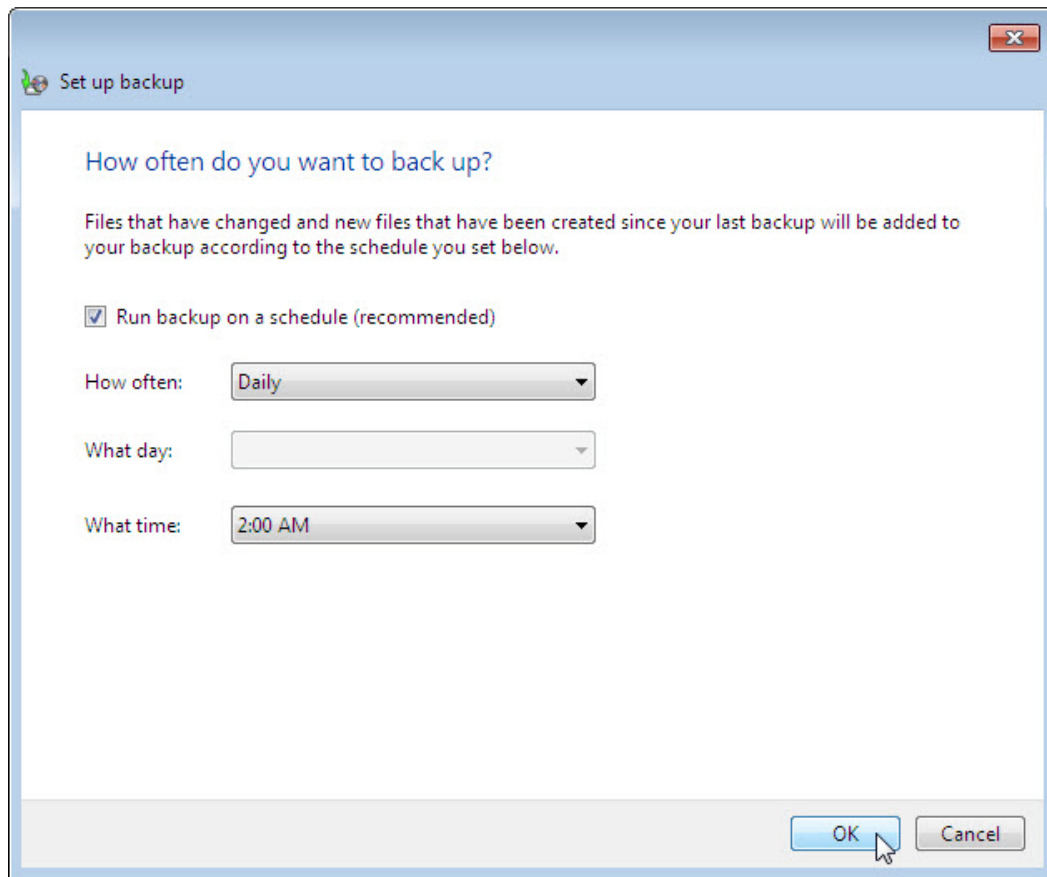 Set up backup
How often do you want to back up?
Files that have changed and new files that have been created since your last backup will be added to
your backup according to the schedule you set below.
Run backup on a schedule (recommended)
How often: Daily
What day:
What time: 2:00 AM
OK Cancel